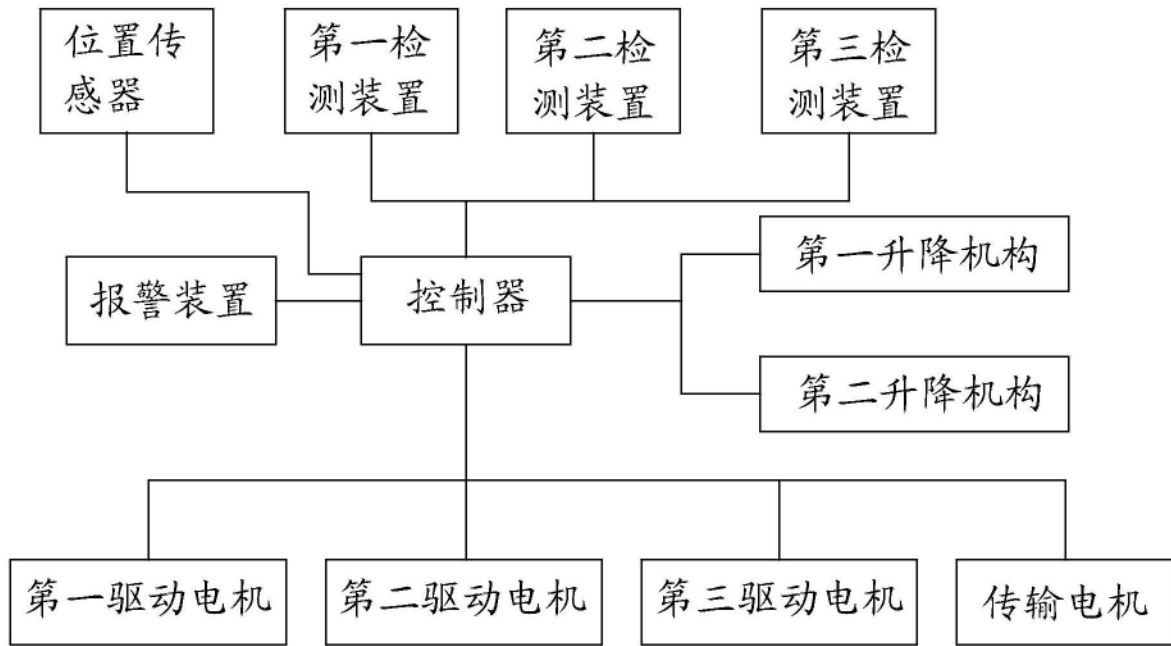 位置传
感器
第一检
测装置
第二检
测装置
第三检
测装置
第一升降机构
报警装置
控制器
第二升降机构
第一驱动电机
第二驱动电机
第三驱动电机
传输电机